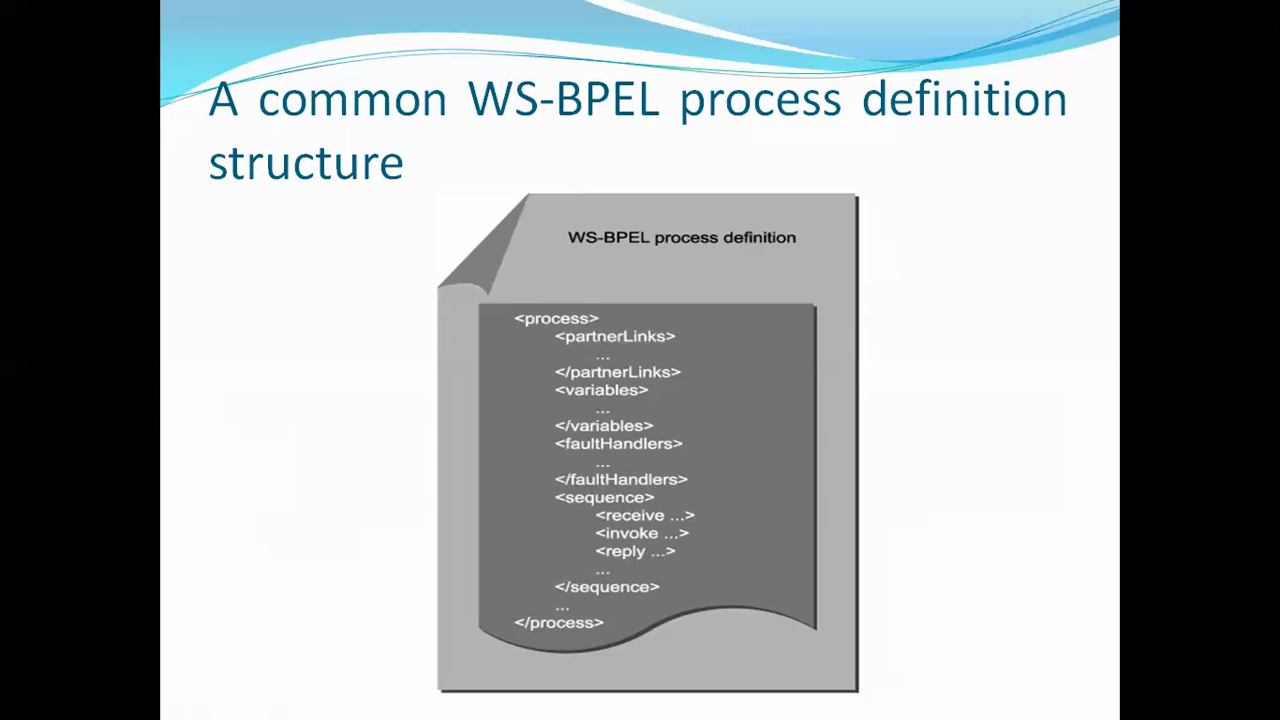 A common WS-BPEL process definition
structure
WS-BPEL process definition
<process>
<partnerLinks>
...
</partnerLinks>
<variables>
...
</variables>
<faultHandlers>
...
</faultHandlers>
<sequence>
<receive ...>
<invoke ...>
<reply ...>
...
</sequence>
...
</process>